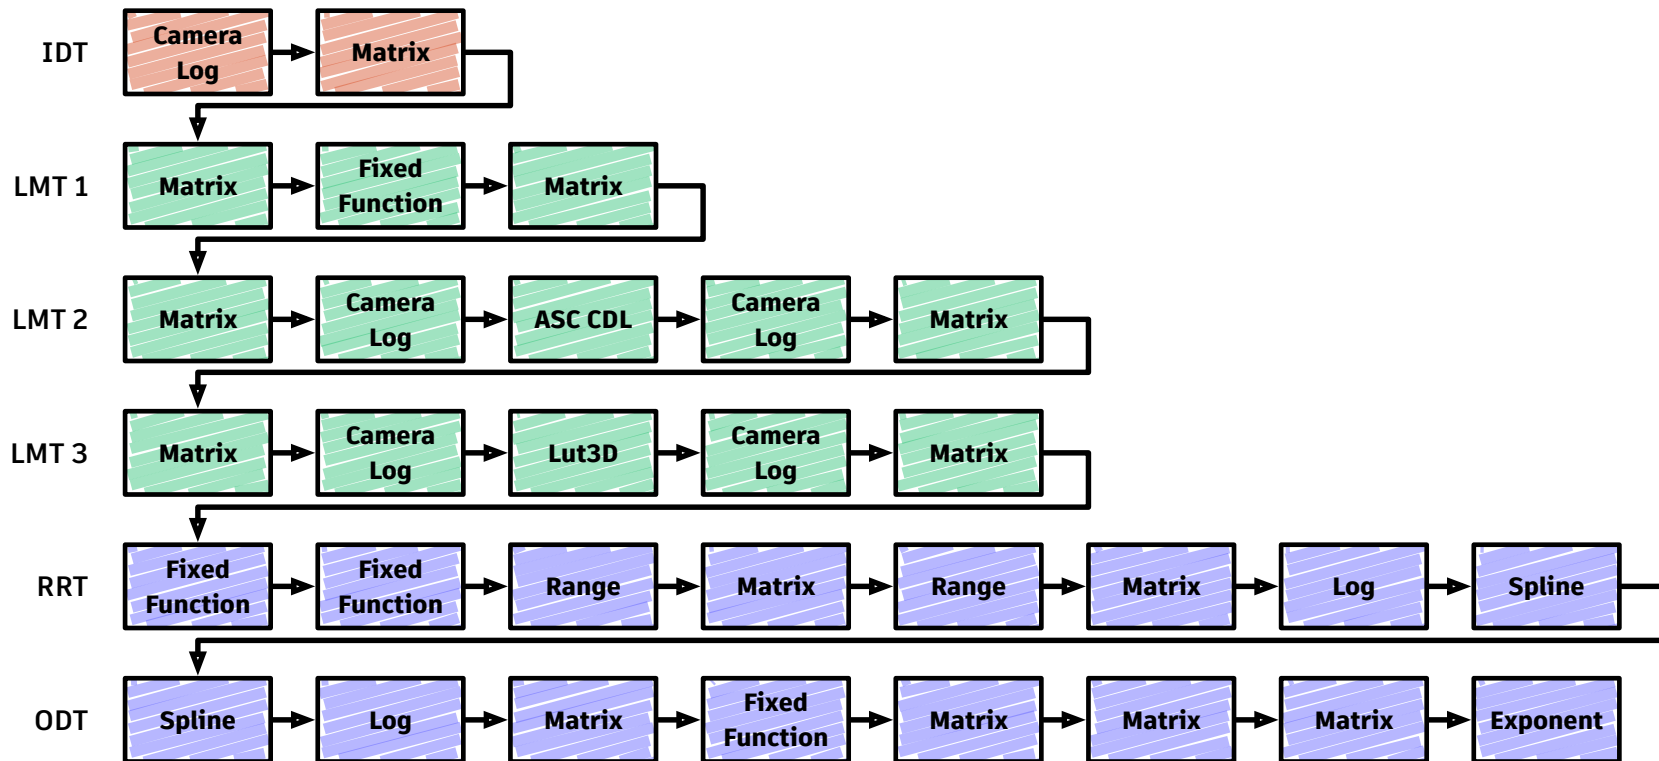 IDT
Camera
Log
Matrix
LMT 1
Matrix
Fixed
Function
Matrix
LMT 2
Matrix
Camera
Log
ASC CDL
Camera
Log
Matrix
LMT 3
Matrix
Camera
Log
Lut3D
Camera
Log
Matrix
RRT
Fixed
Function
Fixed
Function
Range
Matrix
Range
Matrix
Log
Spline
ODT
Spline
Log
Matrix
Fixed
Function
Matrix
Matrix
Matrix
Exponent